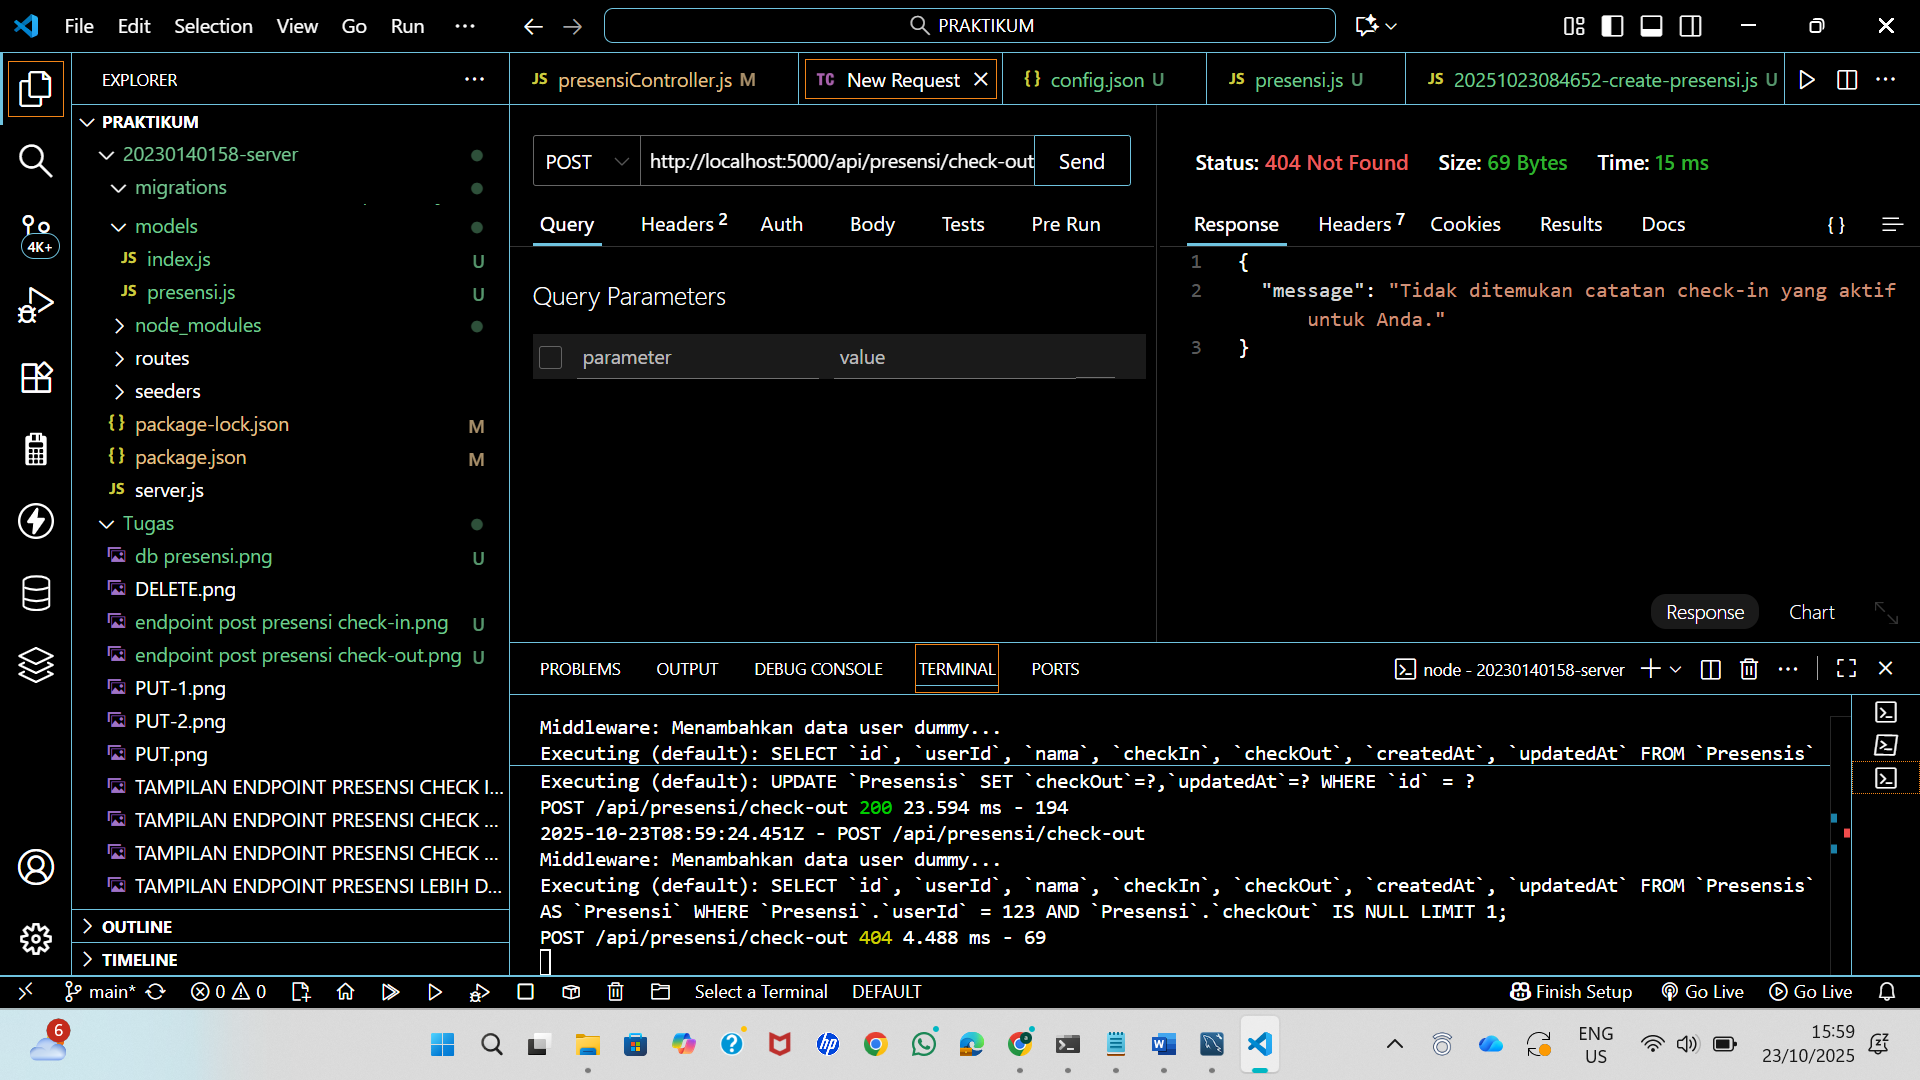 File Edit Selection View Go Run ··· PRAKTIKUM
EXPLORER
PRAKTIKUM
20230140158-server
migrations
models
JS index.js U
JS presensi.js U
node_modules
routes
seeders
{} package-lock.json M
{} package.json M
JS server.js
Tugas
db presensi.png U
DELETE.png
endpoint post presensi check-in.png U
endpoint post presensi check-out.png U
PUT-1.png
PUT-2.png
PUT.png
TAMPILAN ENDPOINT PRESENSI CHECK I...
TAMPILAN ENDPOINT PRESENSI CHECK ...
TAMPILAN ENDPOINT PRESENSI CHECK ...
TAMPILAN ENDPOINT PRESENSI LEBIH D...
OUTLINE
TIMELINE
4K+
JS presensiController.js M TC New Request {} config.json U JS presensi.js U JS 20251023084652-create-presensi.js U
POST http://localhost:5000/api/presensi/check-out Send
Query Headers 2 Auth Body Tests Pre Run
Query Parameters
parameter value
Status: 404 Not Found Size: 69 Bytes Time: 15 ms
Response Headers 7 Cookies Results Docs {}
1 {
2 "message": "Tidak ditemukan catatan check-in yang aktif
untuk Anda."
3 }
Response Chart
PROBLEMS OUTPUT DEBUG CONSOLE TERMINAL PORTS node - 20230140158-server
Middleware: Menambahkan data user dummy...
Executing (default): SELECT `id`, `userId`, `nama`, `checkIn`, `checkOut`, `createdAt`, `updatedAt` FROM `Presensis`
Executing (default): UPDATE `Presensis` SET `checkOut`=?,`updatedAt`=? WHERE `id` = ?
POST /api/presensi/check-out 200 23.594 ms - 194
2025-10-23T08:59:24.451Z - POST /api/presensi/check-out
Middleware: Menambahkan data user dummy...
Executing (default): SELECT `id`, `userId`, `nama`, `checkIn`, `checkOut`, `createdAt`, `updatedAt` FROM `Presensis`
AS `Presensi` WHERE `Presensi`.`userId` = 123 AND `Presensi`.`checkOut` IS NULL LIMIT 1;
POST /api/presensi/check-out 404 4.488 ms - 69
main* 0 0 Select a Terminal DEFAULT Finish Setup Go Live Go Live
6
ENG
US
15:59
23/10/2025